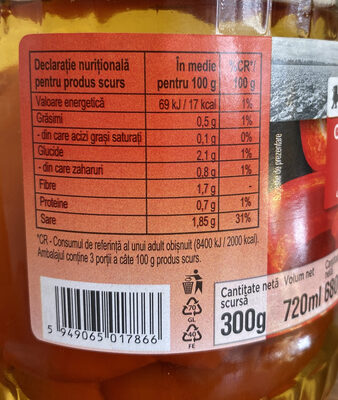 Declarație nutrițională
pentru produs scurs
În medie
pentru 100 g
%CR*/
100 g
Valoare energetică 69 kJ / 17 kcal 1%
Grăsimi 0,5 g 1%
- din care acizi grași saturați 0,1 g 0%
Glucide 2,1 g 1%
- din care zaharuri 0,8 g 1%
Fibre 1,7 g -
Proteine 0,7 g 1%
Sare 1,85 g 31%
*CR - Consumul de referință al unui adult obișnuit (8400 kJ / 2000 kcal).
Ambalajul conține 3 porții a câte 100 g produs scurs.
Sugestie de prezentare
70
GL
40
FE
5 949065 017866
Cantitate netă
scursă
300g
Volum net
720ml
netă
680